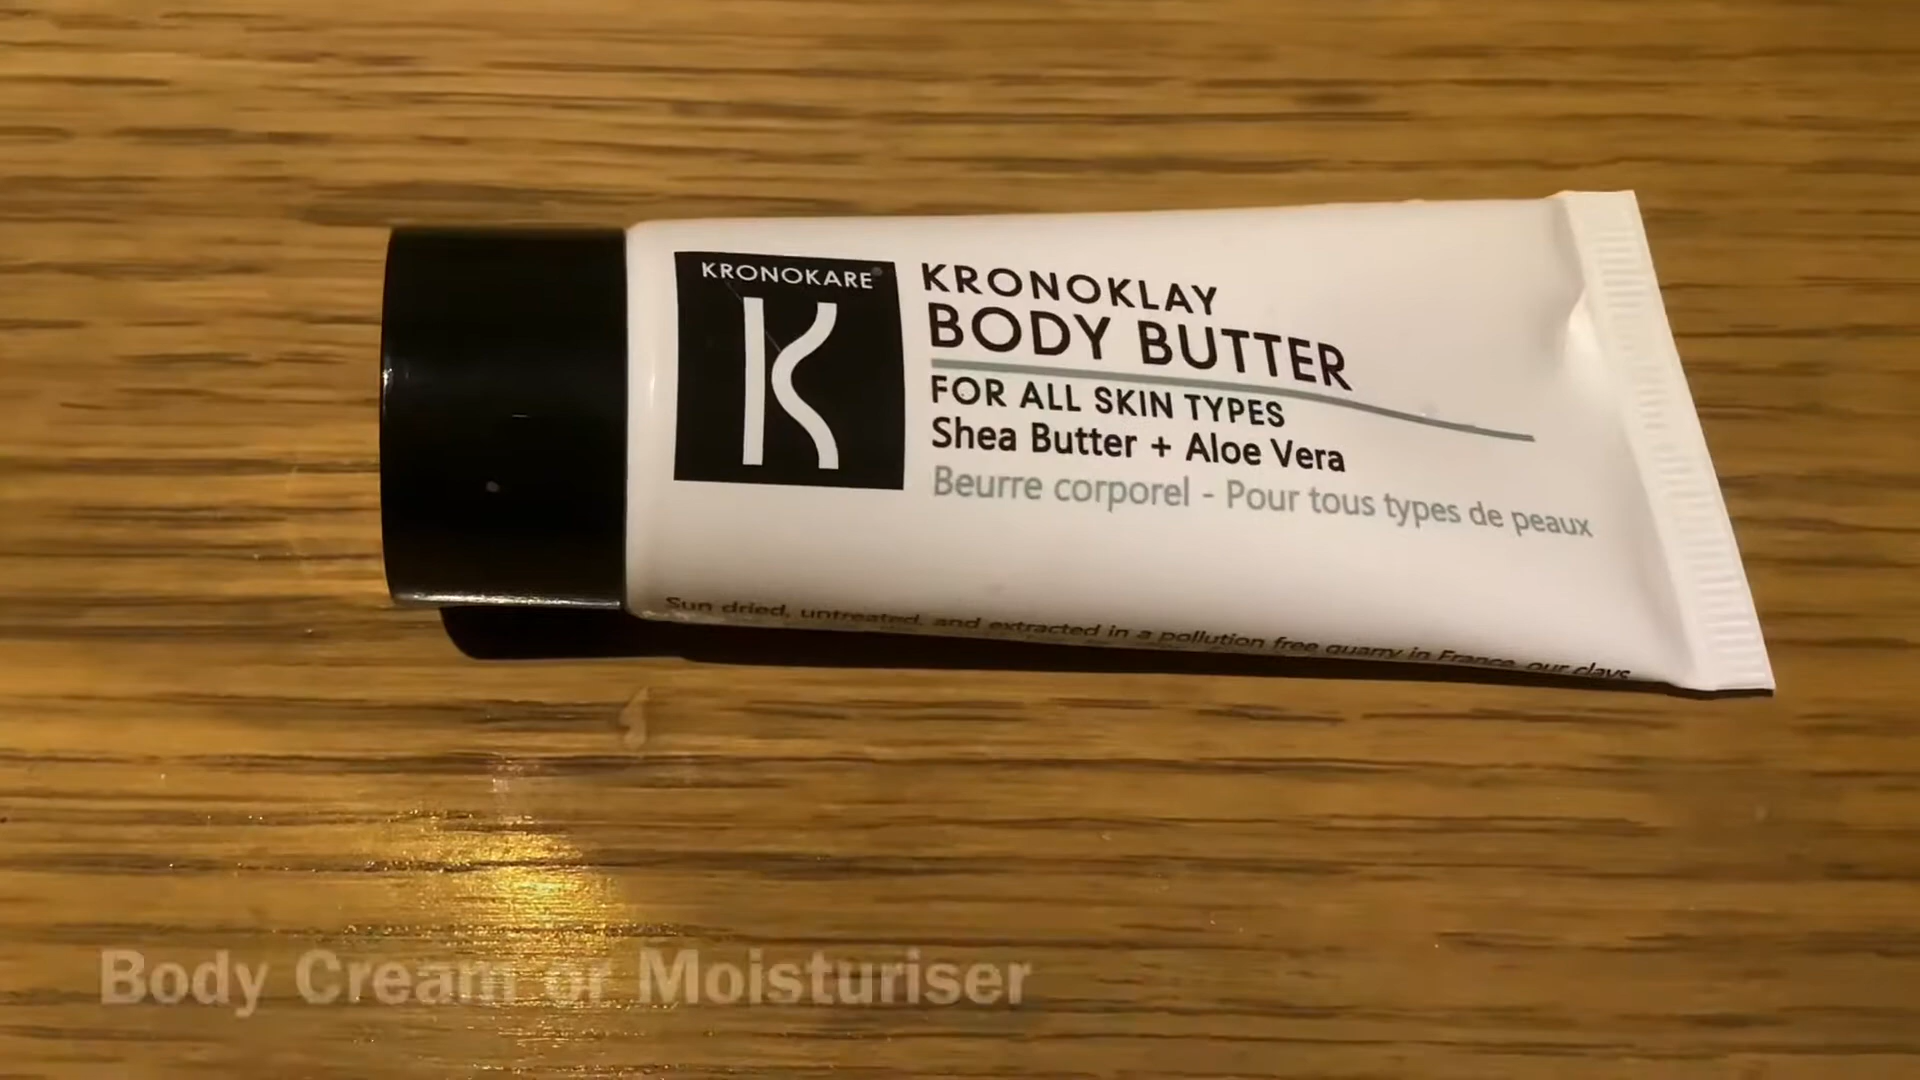 KRONOKARE®
K
KRONOKLAY
BODY BUTTER
FOR ALL SKIN TYPES
Shea Butter + Aloe Vera
Beurre corporel - Pour tous types de peaux
Sun dried, untreated, and extracted in a pollution free quarry in France, our clays
Body Cream or Moisturiser